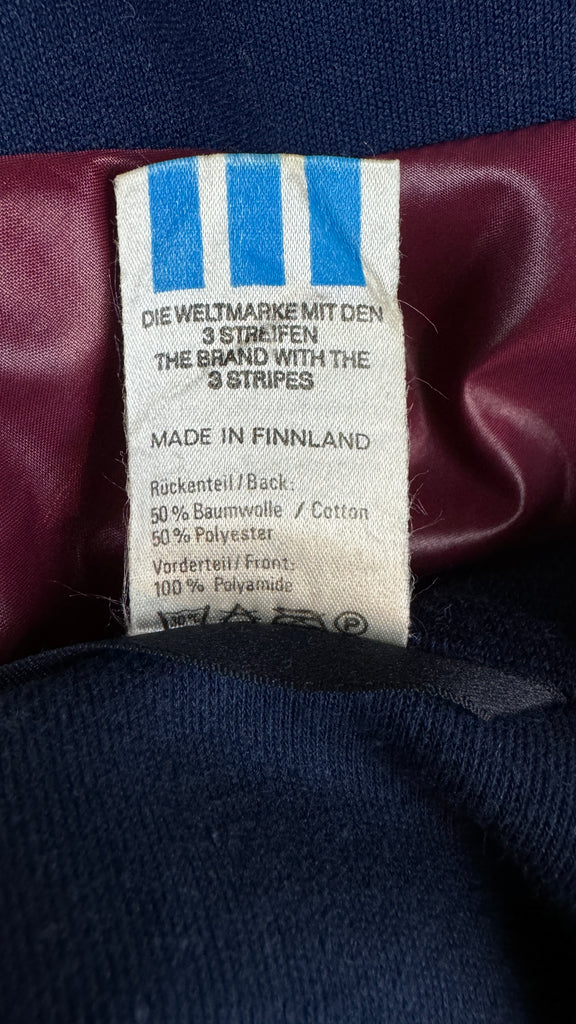 DIE WELTMARKE MIT DEN
3 STREIFEN
THE BRAND WITH THE
3 STRIPES
MADE IN FINNLAND
Rückenteil / Back:
50 % Baumwolle / Cotton
50 % Polyester
Vorderteil / Front:
100 % Polyamide
30°C
P